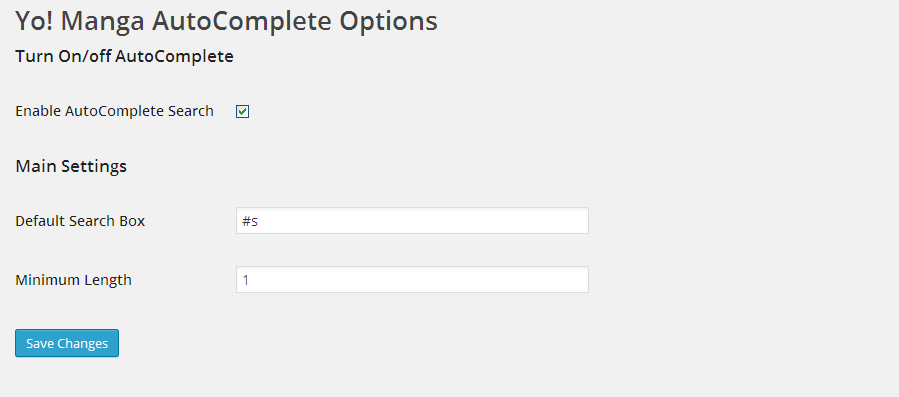 Yo! Manga AutoComplete Options
Turn On/off AutoComplete
Enable AutoComplete Search
Main Settings
Default Search Box #s
Minimum Length 1
Save Changes